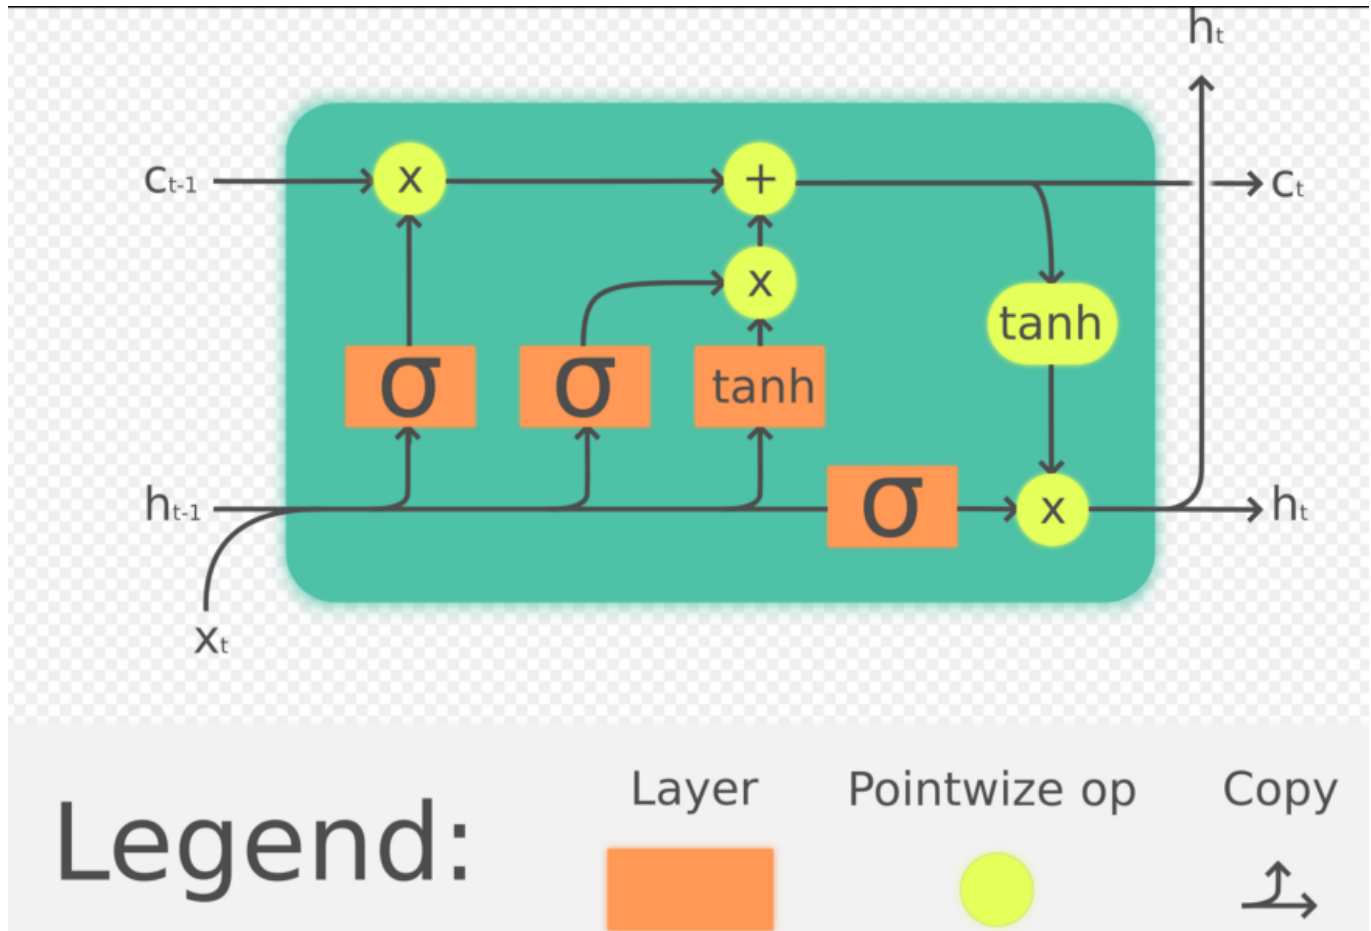 hₜ
cₜ₋₁ x + cₜ
x
tanh
σ σ tanh
hₜ₋₁ σ x hₜ
xₜ
Legend: Layer Pointwize op Copy